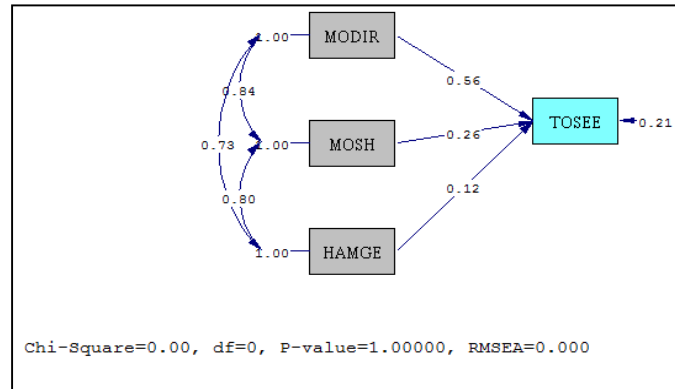 1.00 MODIR
0.84 0.56
TOSEE 0.21
0.73 1.00 MOSH 0.26
0.80 0.12
1.00 HAMGE
Chi-Square=0.00, df=0, P-value=1.00000, RMSEA=0.000